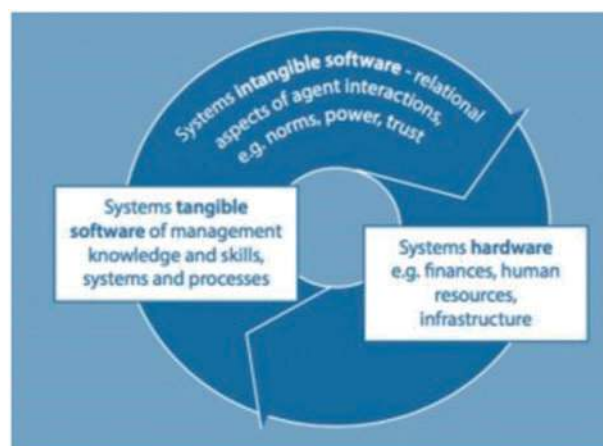 Systems intangible software - relational
aspects of agent interactions,
e.g. norms, power, trust
Systems tangible
software of management
knowledge and skills,
systems and processes
Systems hardware
e.g. finances, human
resources,
infrastructure